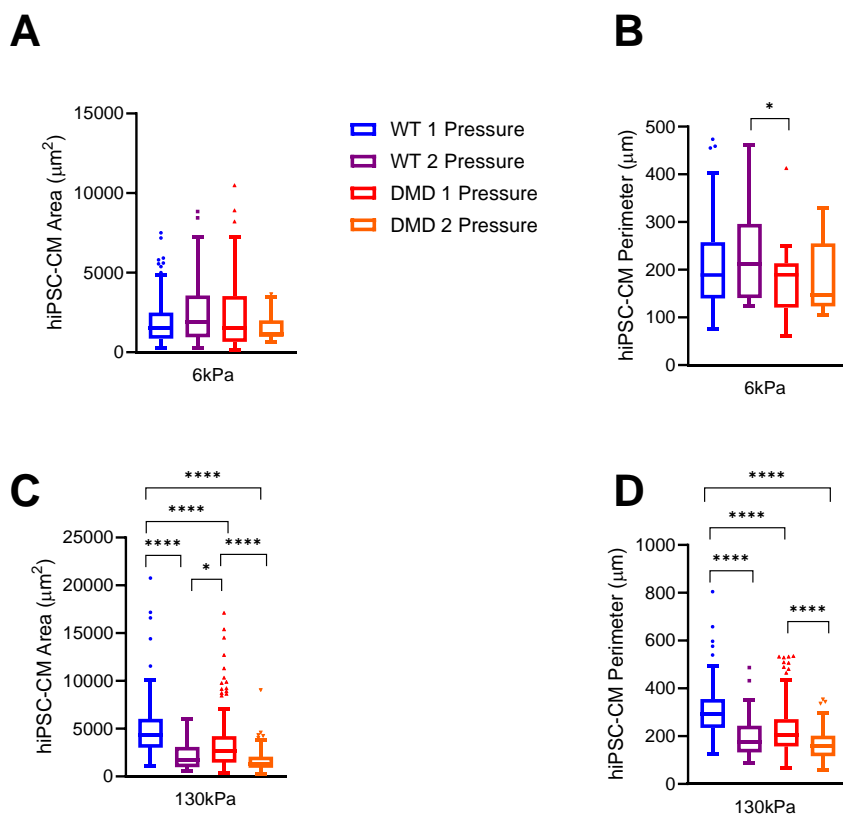 A
hiPSC-CM Area (μm²)
15000
10000
5000
0
6kPa
WT 1 Pressure
WT 2 Pressure
DMD 1 Pressure
DMD 2 Pressure
B
hiPSC-CM Perimeter (μm)
500
400
300
200
100
0
*
6kPa
C
hiPSC-CM Area (μm²)
25000
20000
15000
10000
5000
0
****
****
**** ****
*
130kPa
D
hiPSC-CM Perimeter (μm)
1000
800
600
400
200
0
****
****
****
****
130kPa